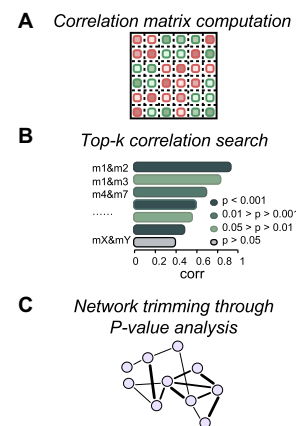 A Correlation matrix computation
B Top-k correlation search
m1&m2
m1&m3
m4&m7
......
mX&mY
p < 0.001
0.01 > p > 0.001
0.05 > p > 0.01
p > 0.05
0 0.2 0.4 0.6 0.8 1
corr
C Network trimming through
P-value analysis